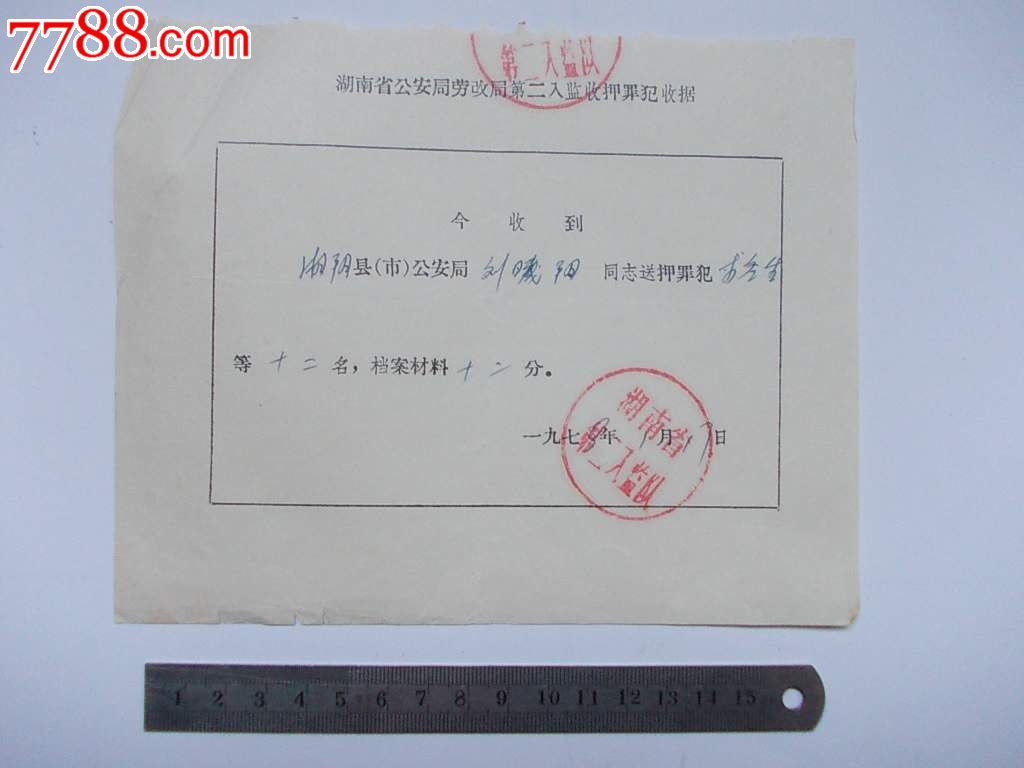 7788.com
第二入监队
湖南省公安局劳改局第二入监收押罪犯收据
今收到
湘阴县(市)公安局 刘曦阳 同志送押罪犯
等十二名,档案材料十二分。
湖南省
一九七 年 月 日
第二入监队
1 2 3 4 5 6 7 8 9 10 11 12 13 14 15